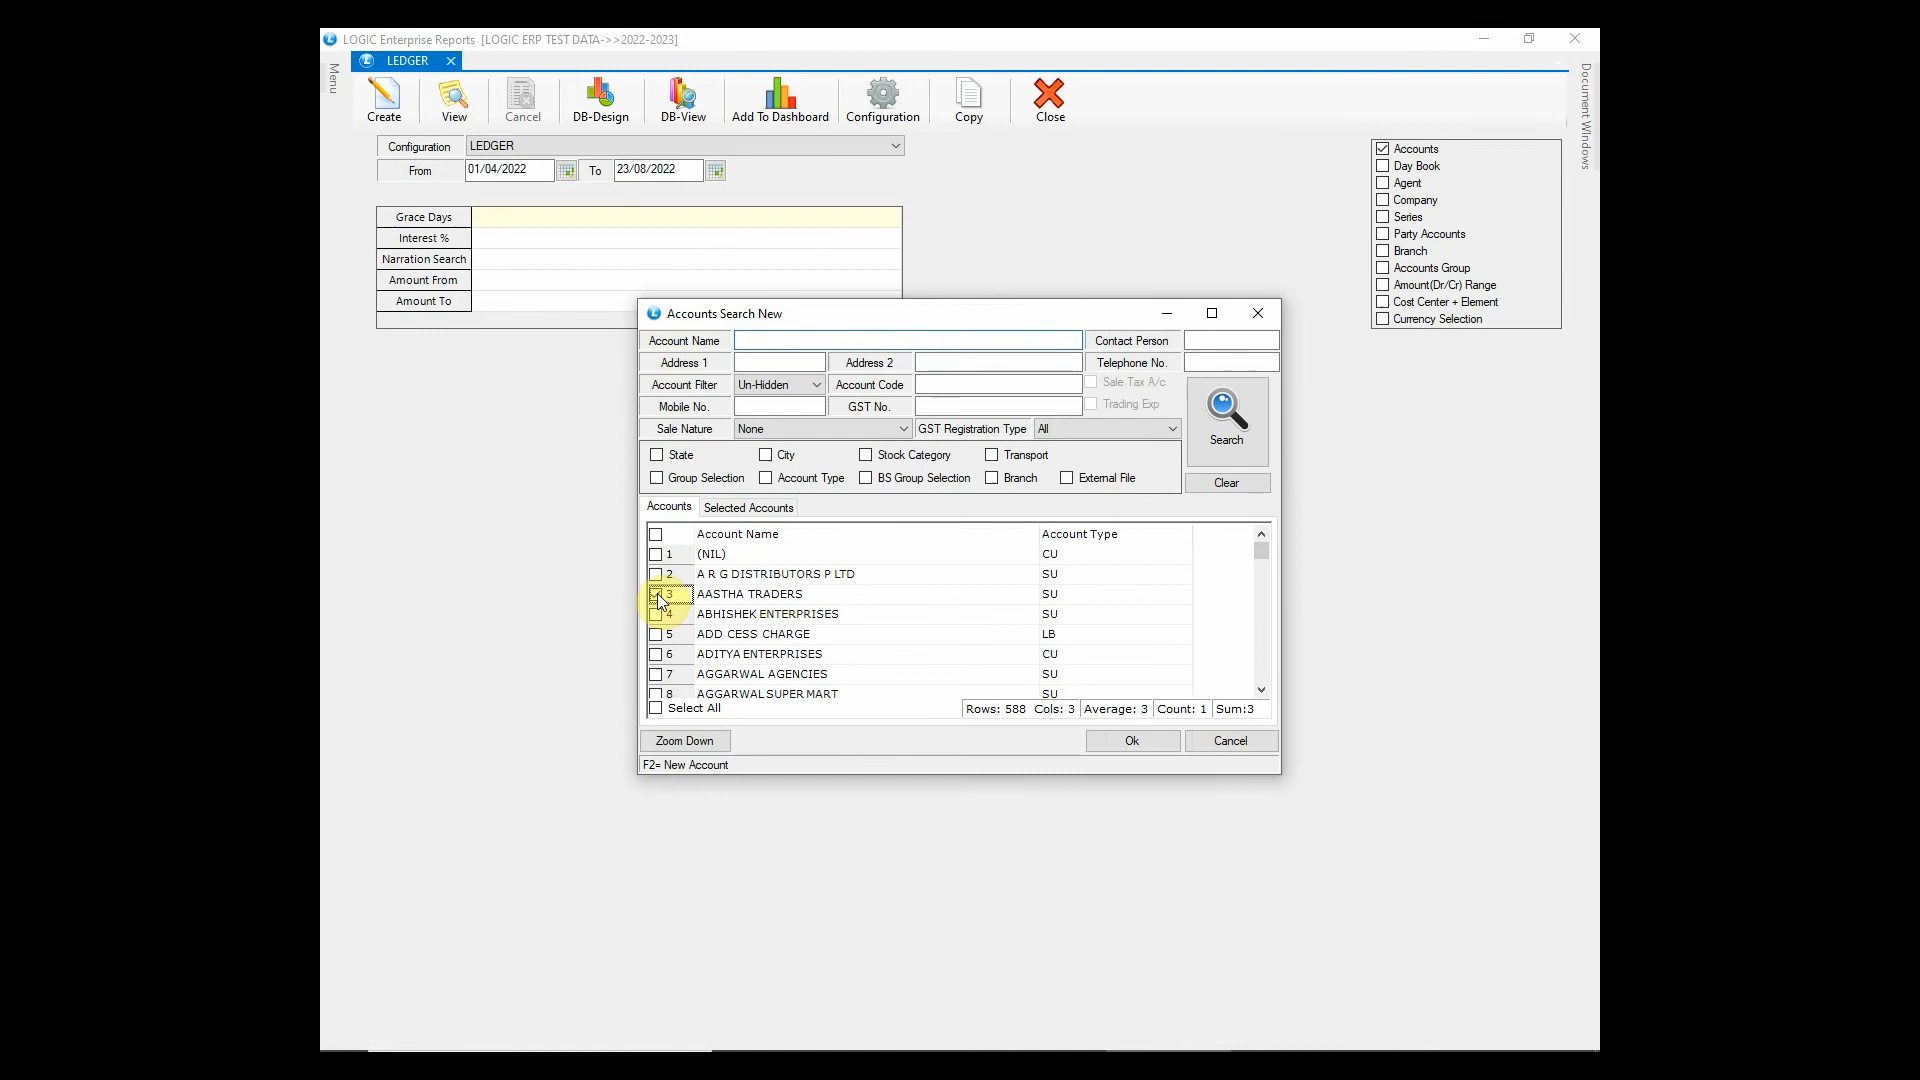 LOGIC Enterprise Reports [LOGIC ERP TEST DATA->>2022-2023]
Menu
LEDGER
Document Windows
Create
View
Cancel
DB-Design
DB-View
Add To Dashboard
Configuration
Copy
Close
Configuration LEDGER
From 01/04/2022 To 23/08/2022
Grace Days
Interest %
Narration Search
Amount From
Amount To
Accounts
Day Book
Agent
Company
Series
Party Accounts
Branch
Accounts Group
Amount(Dr/Cr) Range
Cost Center + Element
Currency Selection
Accounts Search New
Account Name Contact Person
Address 1 Address 2 Telephone No.
Account Filter Un-Hidden Account Code Sale Tax A/c
Mobile No. GST No. Trading Exp
Sale Nature None GST Registration Type All
Search
State City Stock Category Transport
Group Selection Account Type BS Group Selection Branch External File
Clear
Accounts Selected Accounts
Account Name Account Type
1 (NIL) CU
2 A R G DISTRIBUTORS P LTD SU
3 AASTHA TRADERS SU
4 ABHISHEK ENTERPRISES SU
5 ADD CESS CHARGE LB
6 ADITYA ENTERPRISES CU
7 AGGARWAL AGENCIES SU
8 AGGARWAL SUPER MART SU
Select All Rows: 588 Cols: 3 Average: 3 Count: 1 Sum:3
Zoom Down Ok Cancel
F2= New Account